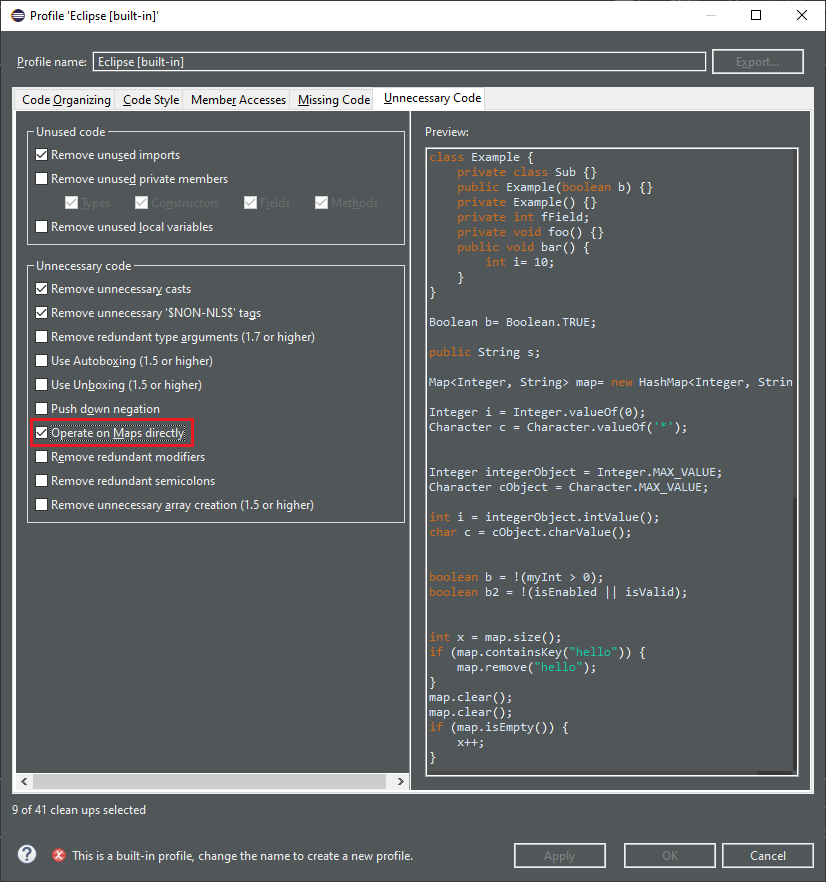 Profile 'Eclipse [built-in]'
Profile name: Eclipse [built-in] Export...
Code Organizing Code Style Member Accesses Missing Code Unnecessary Code
Unused code
Remove unused imports
Remove unused private members
Types Constructors Fields Methods
Remove unused local variables
Unnecessary code
Remove unnecessary casts
Remove unnecessary '$NON-NLS$' tags
Remove redundant type arguments (1.7 or higher)
Use Autoboxing (1.5 or higher)
Use Unboxing (1.5 or higher)
Push down negation
Operate on Maps directly
Remove redundant modifiers
Remove redundant semicolons
Remove unnecessary array creation (1.5 or higher)
Preview:
class Example {
    private class Sub {}
    public Example(boolean b) {}
    private Example() {}
    private int fField;
    private void foo() {}
    public void bar() {
        int i= 10;
    }
}
Boolean b= Boolean.TRUE;
public String s;
Map<Integer, String> map= new HashMap<Integer, Strin
Integer i = Integer.valueOf(0);
Character c = Character.valueOf('*');
Integer integerObject = Integer.MAX_VALUE;
Character cObject = Character.MAX_VALUE;
int i = integerObject.intValue();
char c = cObject.charValue();
boolean b = !(myInt > 0);
boolean b2 = !(isEnabled || isValid);
int x = map.size();
if (map.containsKey("hello")) {
    map.remove("hello");
}
map.clear();
map.clear();
if (map.isEmpty()) {
    x++;
}
9 of 41 clean ups selected
? This is a built-in profile, change the name to create a new profile. Apply OK Cancel